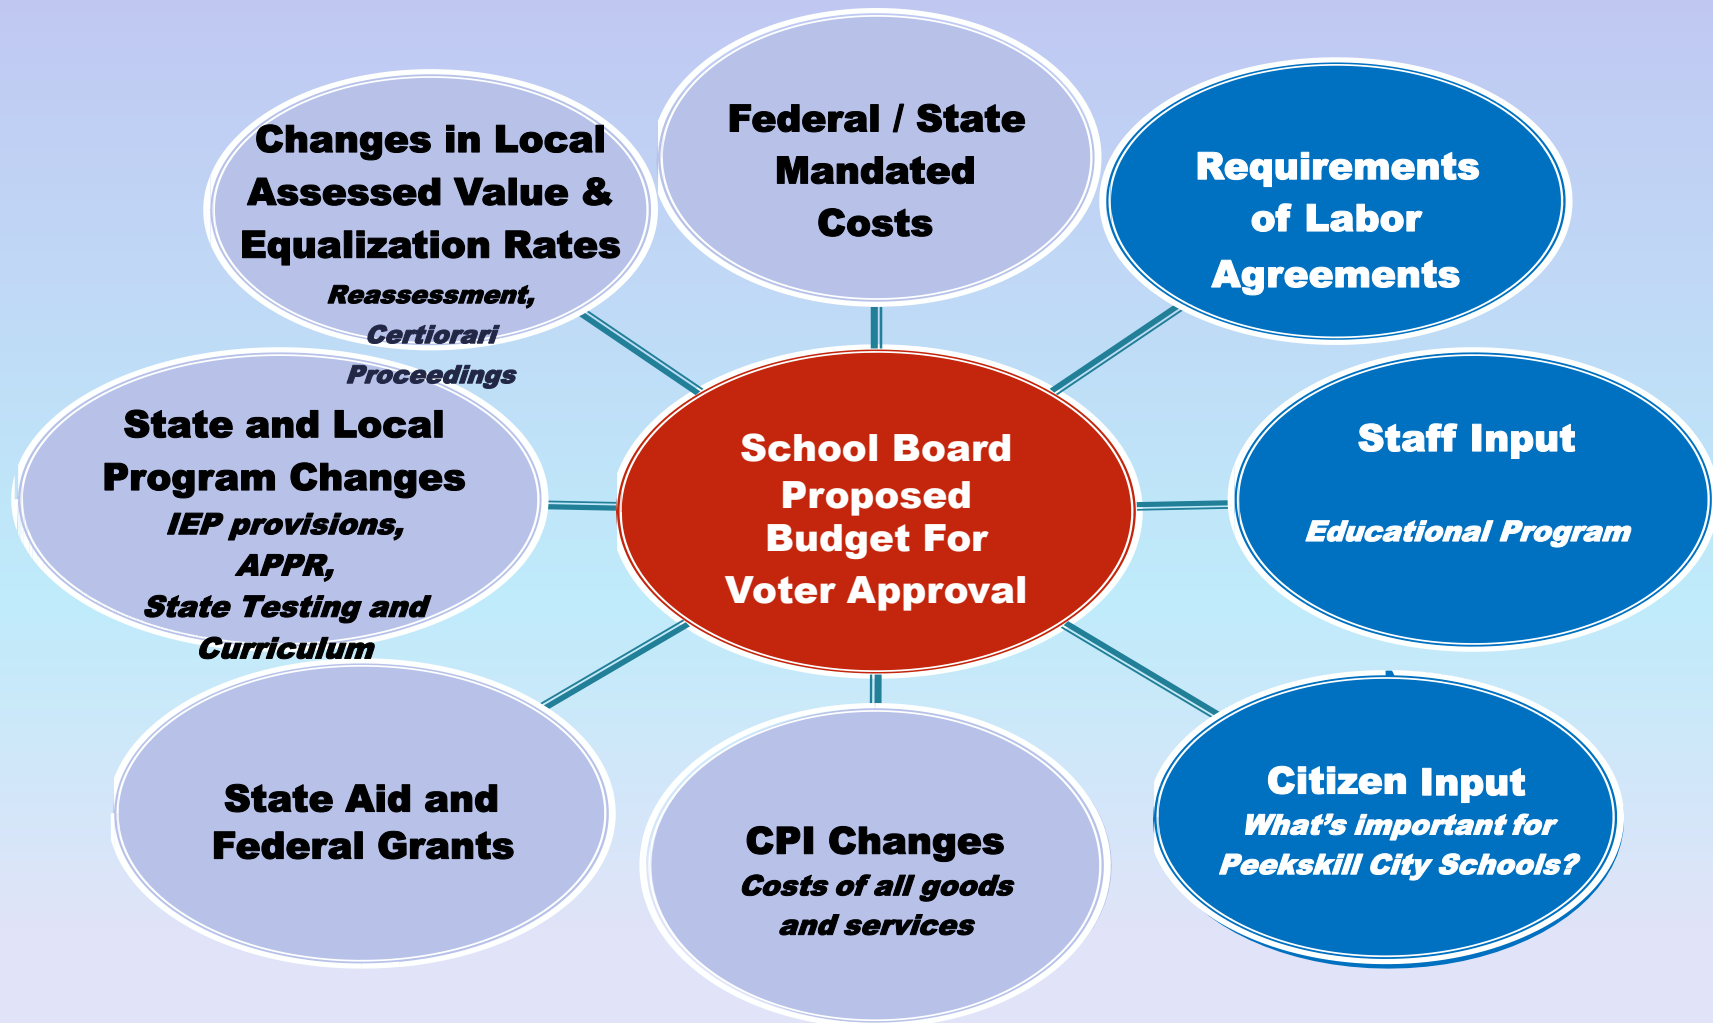 Changes in Local
Assessed Value &
Equalization Rates
Reassessment,
Certiorari
Proceedings
Federal / State
Mandated
Costs
Requirements
of Labor
Agreements
State and Local
Program Changes
IEP provisions,
APPR,
State Testing and
Curriculum
School Board
Proposed
Budget For
Voter Approval
Staff Input
Educational Program
State Aid and
Federal Grants
CPI Changes
Costs of all goods
and services
Citizen Input
What’s important for
Peekskill City Schools?